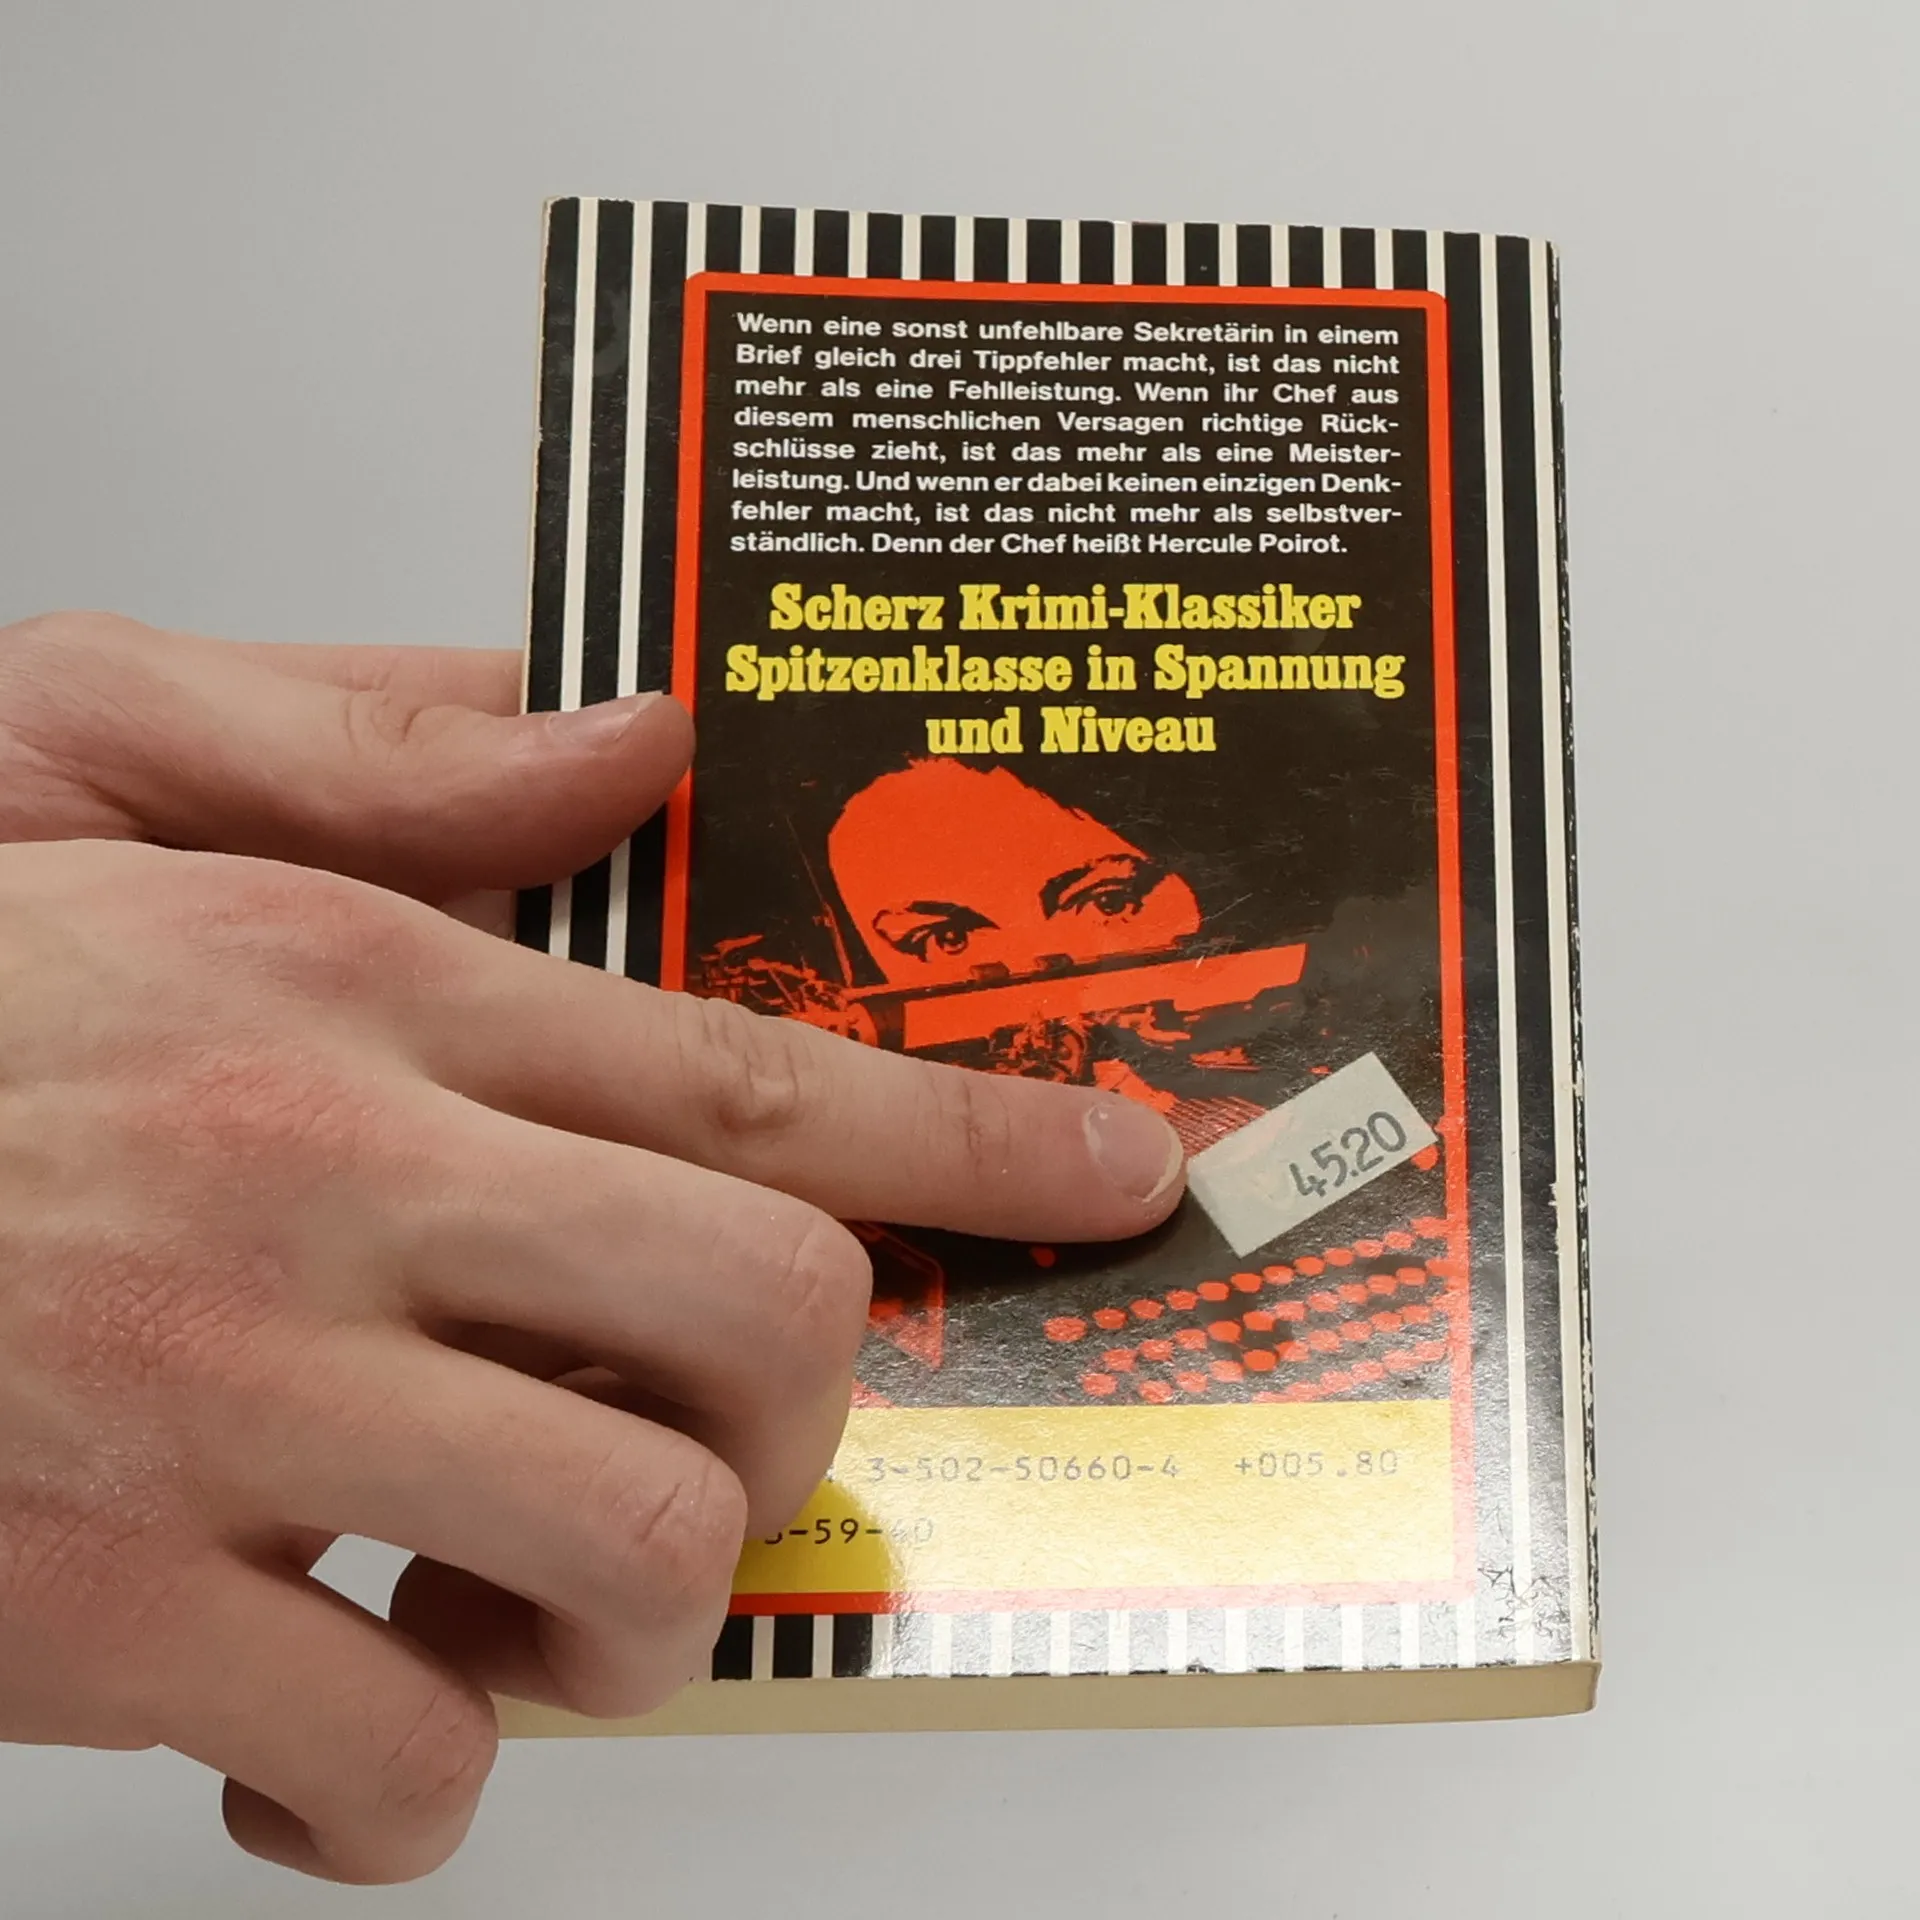 Wenn eine sonst unfehlbare Sekretärin in einem
Brief gleich drei Tippfehler macht, ist das nicht
mehr als eine Fehlleistung. Wenn ihr Chef aus
diesem menschlichen Versagen richtige Rück-
schlüsse zieht, ist das mehr als eine Meister-
leistung. Und wenn er dabei keinen einzigen Denk-
fehler macht, ist das nicht mehr als selbstver-
ständlich. Denn der Chef heißt Hercule Poirot.
Scherz Krimi-Klassiker
Spitzenklasse in Spannung
und Niveau
45.20
3-502-50660-4 +005.80
-59-60